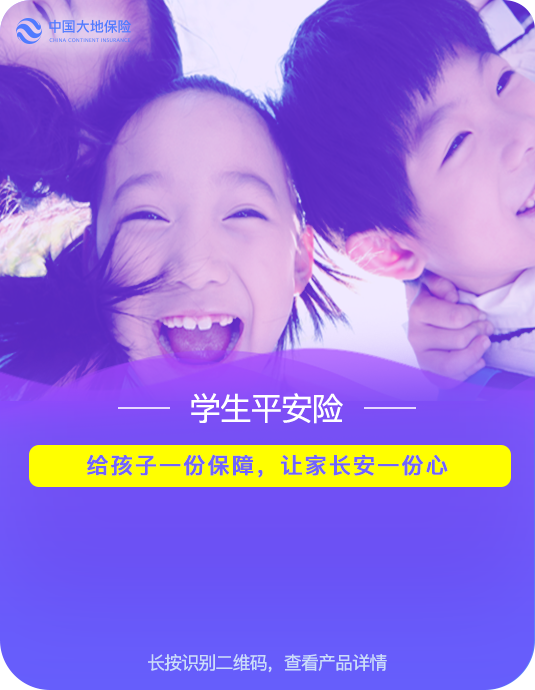 中国大地保险
CHINA CONTINENT INSURANCE
学生平安险
给孩子一份保障，让家长安一份心
长按识别二维码，查看产品详情